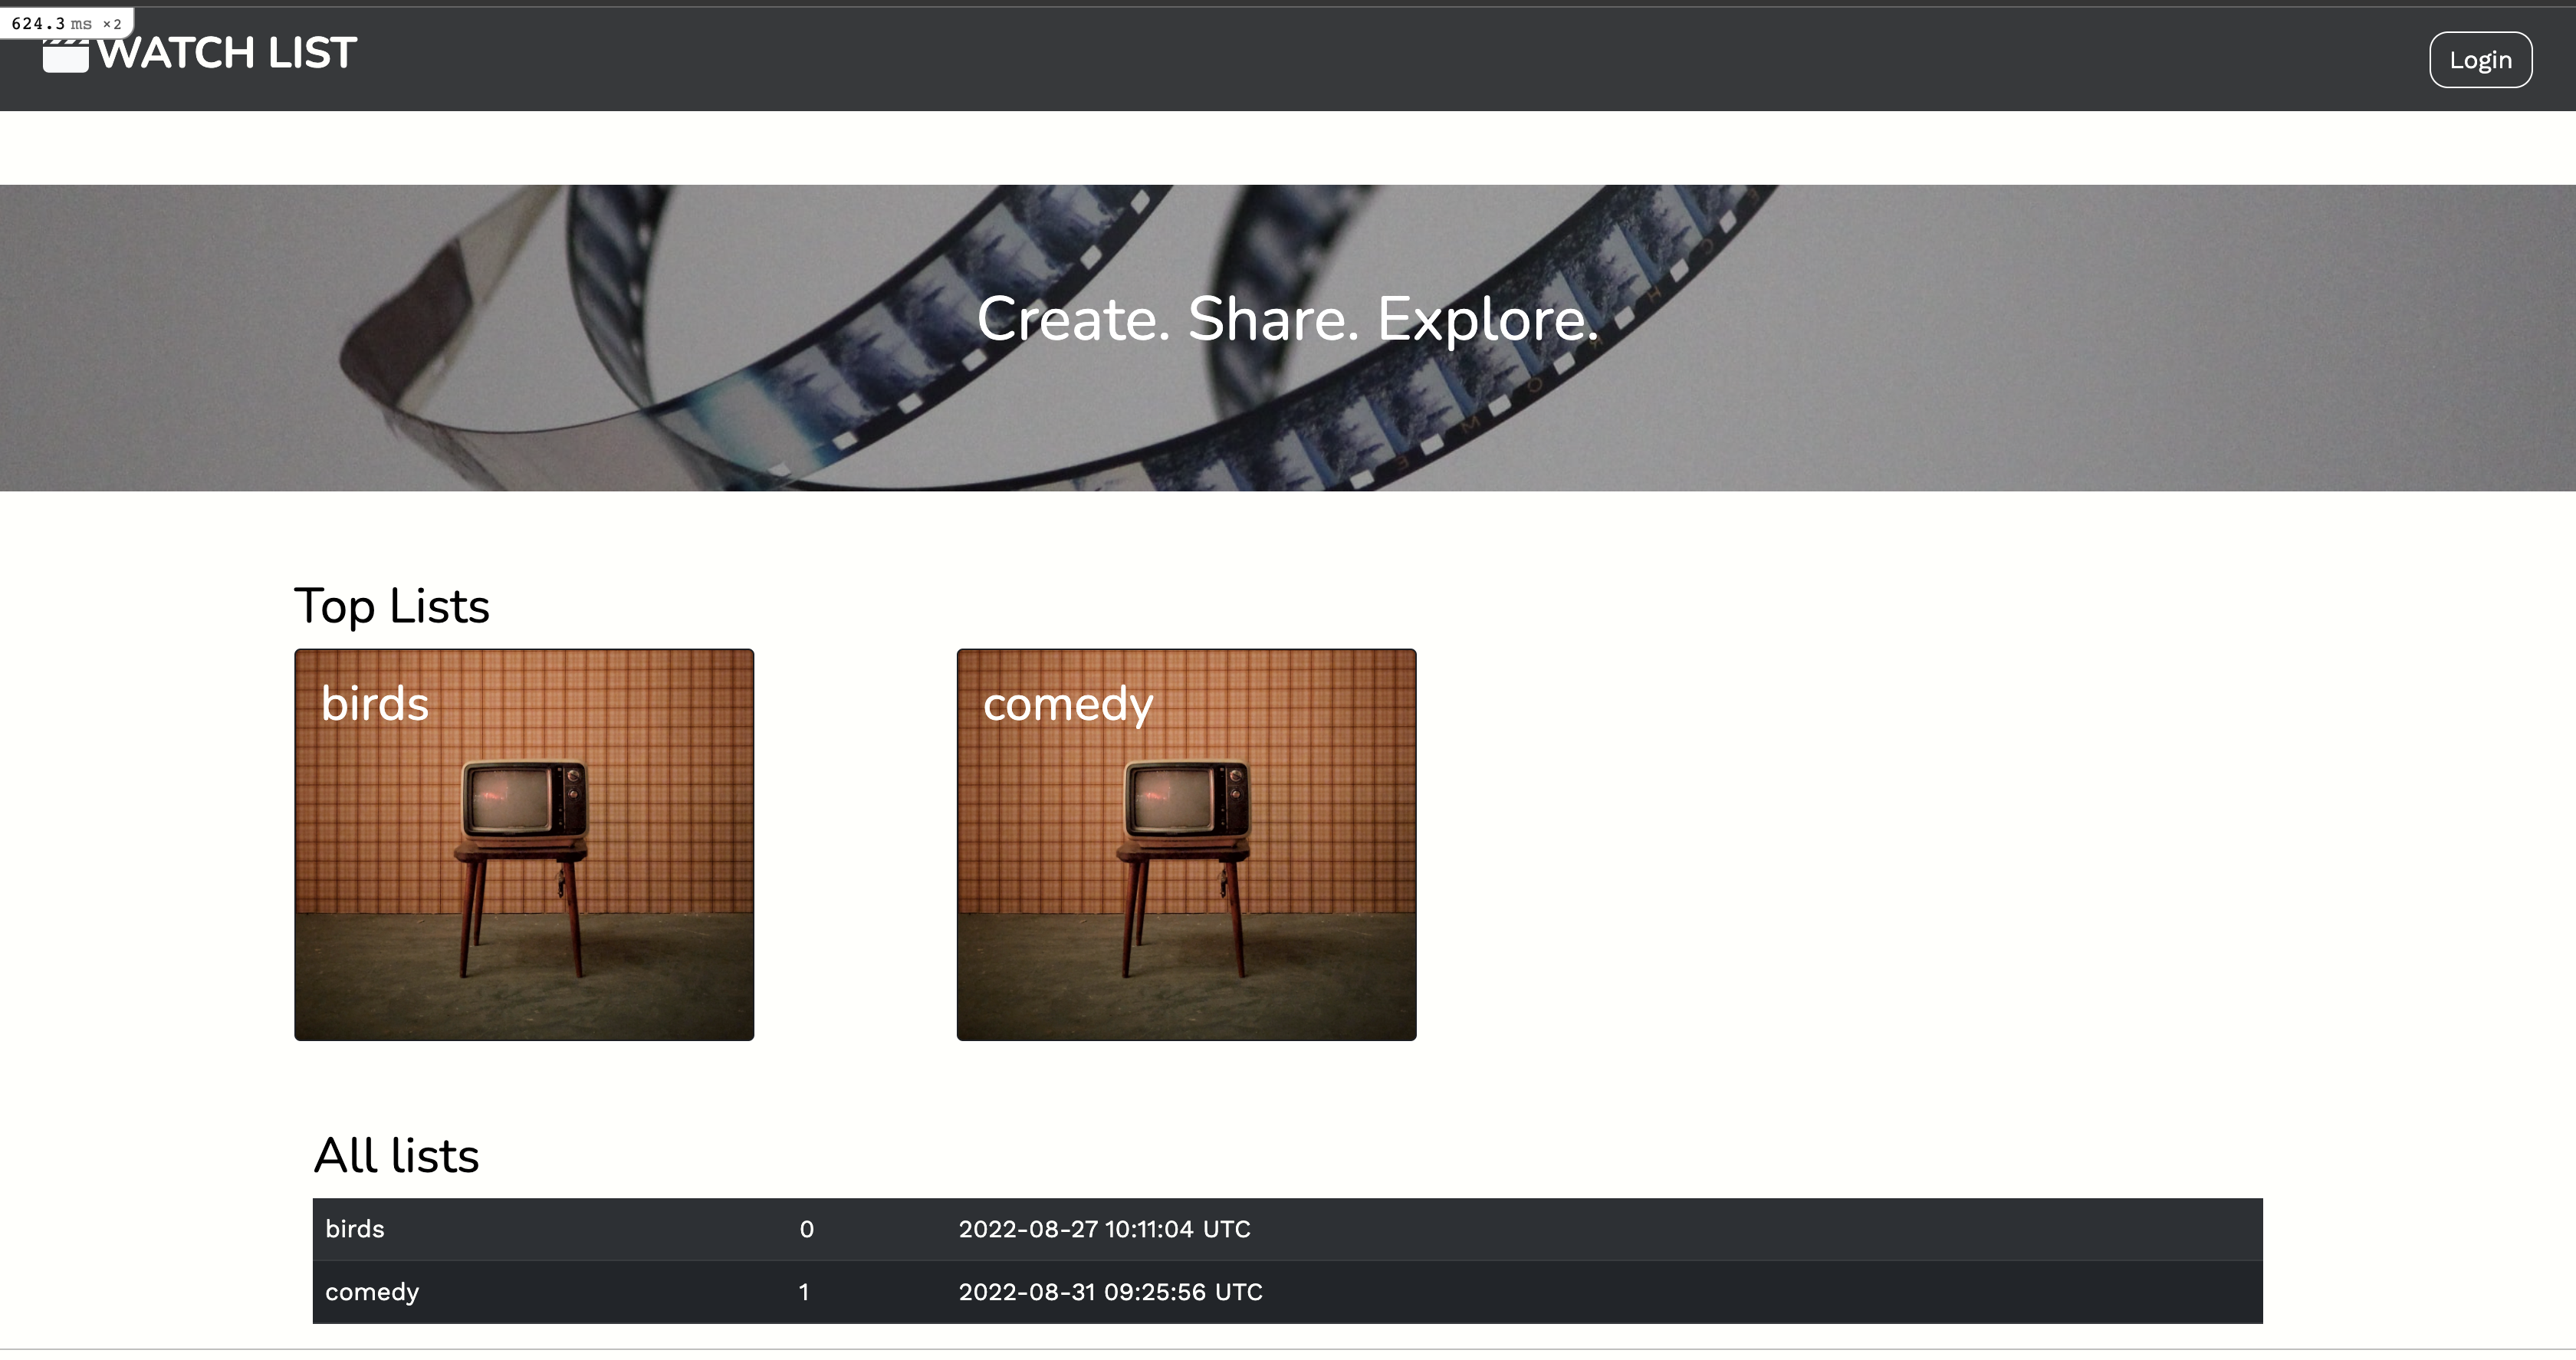 624.3 ms ×2
WATCH LIST
Login
Create. Share. Explore.
Top Lists
birds
comedy
All lists
birds 0 2022-08-27 10:11:04 UTC
comedy 1 2022-08-31 09:25:56 UTC